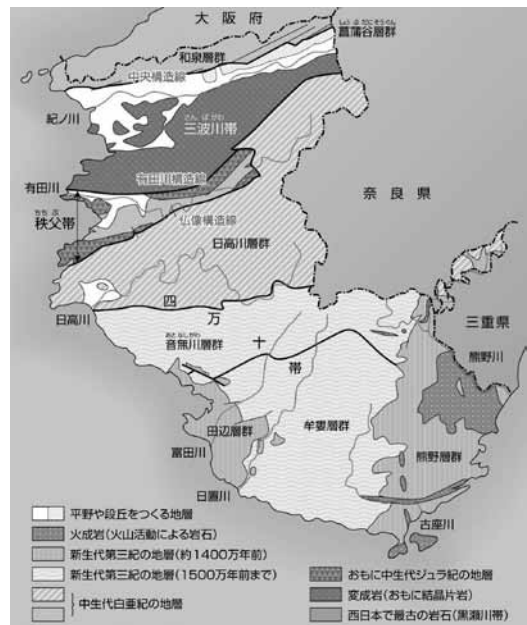 大阪府
しょうぶだにそうぐん
菖蒲谷層群
和泉層群
中央構造線
紀ノ川
さんばがわ
三波川帯
有田川
有田川構造線
奈良県
ちちぶ
秩父帯
仏像構造線
日高川層群
日高川
四万十帯
三重県
おとなしがわ
音無川層群
熊野川
田辺層群
牟婁層群
富田川
熊野層群
日置川
古座川
平野や段丘をつくる地層
火成岩(火山活動による岩石)
新生代第三紀の地層(約1400万年前)
新生代第三紀の地層(1500万年前まで)
中生代白亜紀の地層
おもに中生代ジュラ紀の地層
変成岩(おもに結晶片岩)
西日本で最古の岩石(黒瀬川帯)